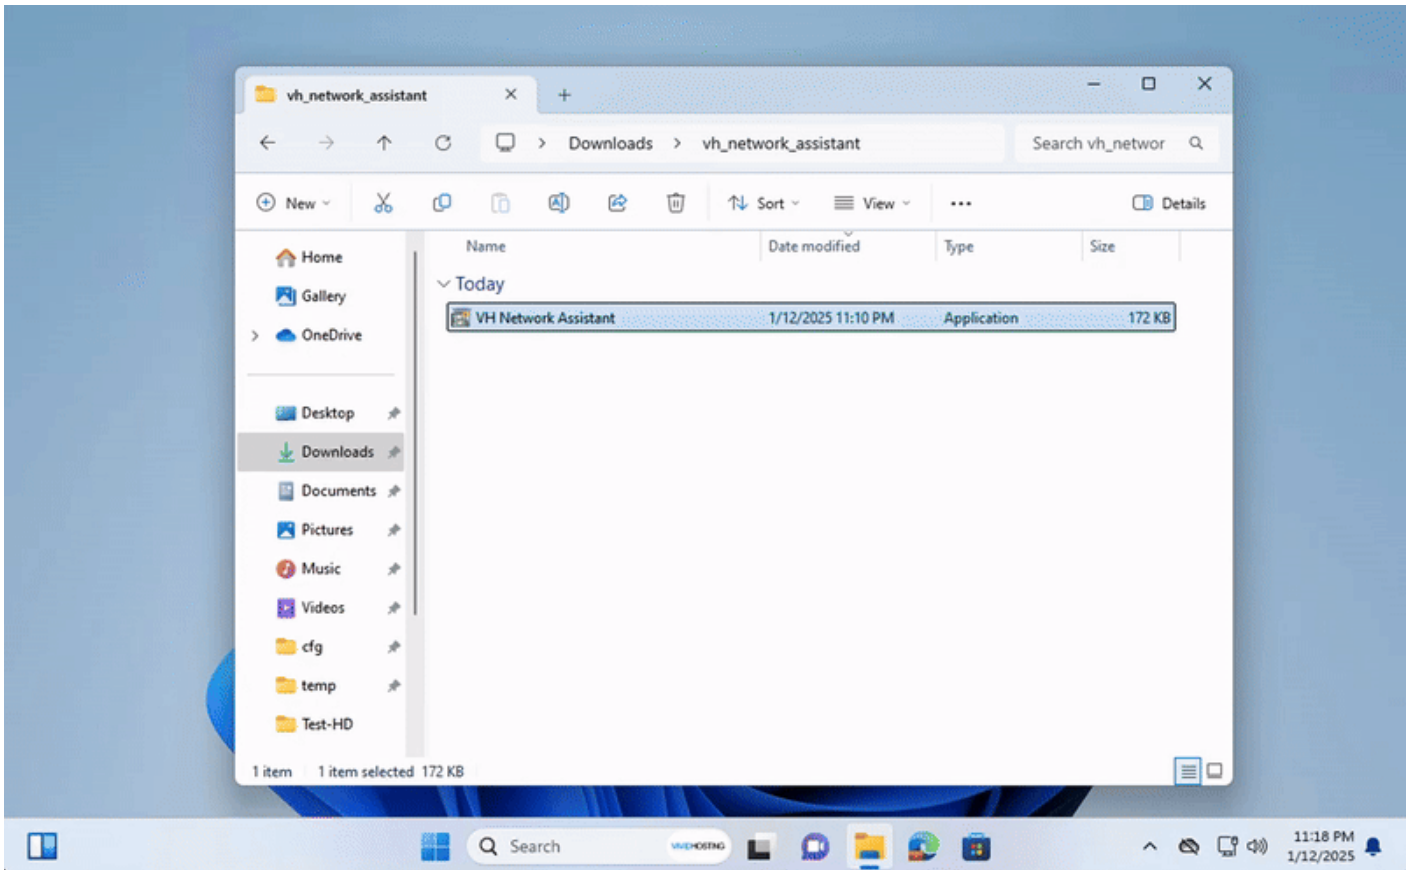 vh_network_assistant
Downloads > vh_network_assistant
Search vh_networ
New
Sort
View
Details
Name Date modified Type Size
Today
VH Network Assistant 1/12/2025 11:10 PM Application 172 KB
Home
Gallery
OneDrive
Desktop
Downloads
Documents
Pictures
Music
Videos
cfg
temp
Test-HD
1 item 1 item selected 172 KB
Search
VIVIDHOSTING
11:18 PM
1/12/2025